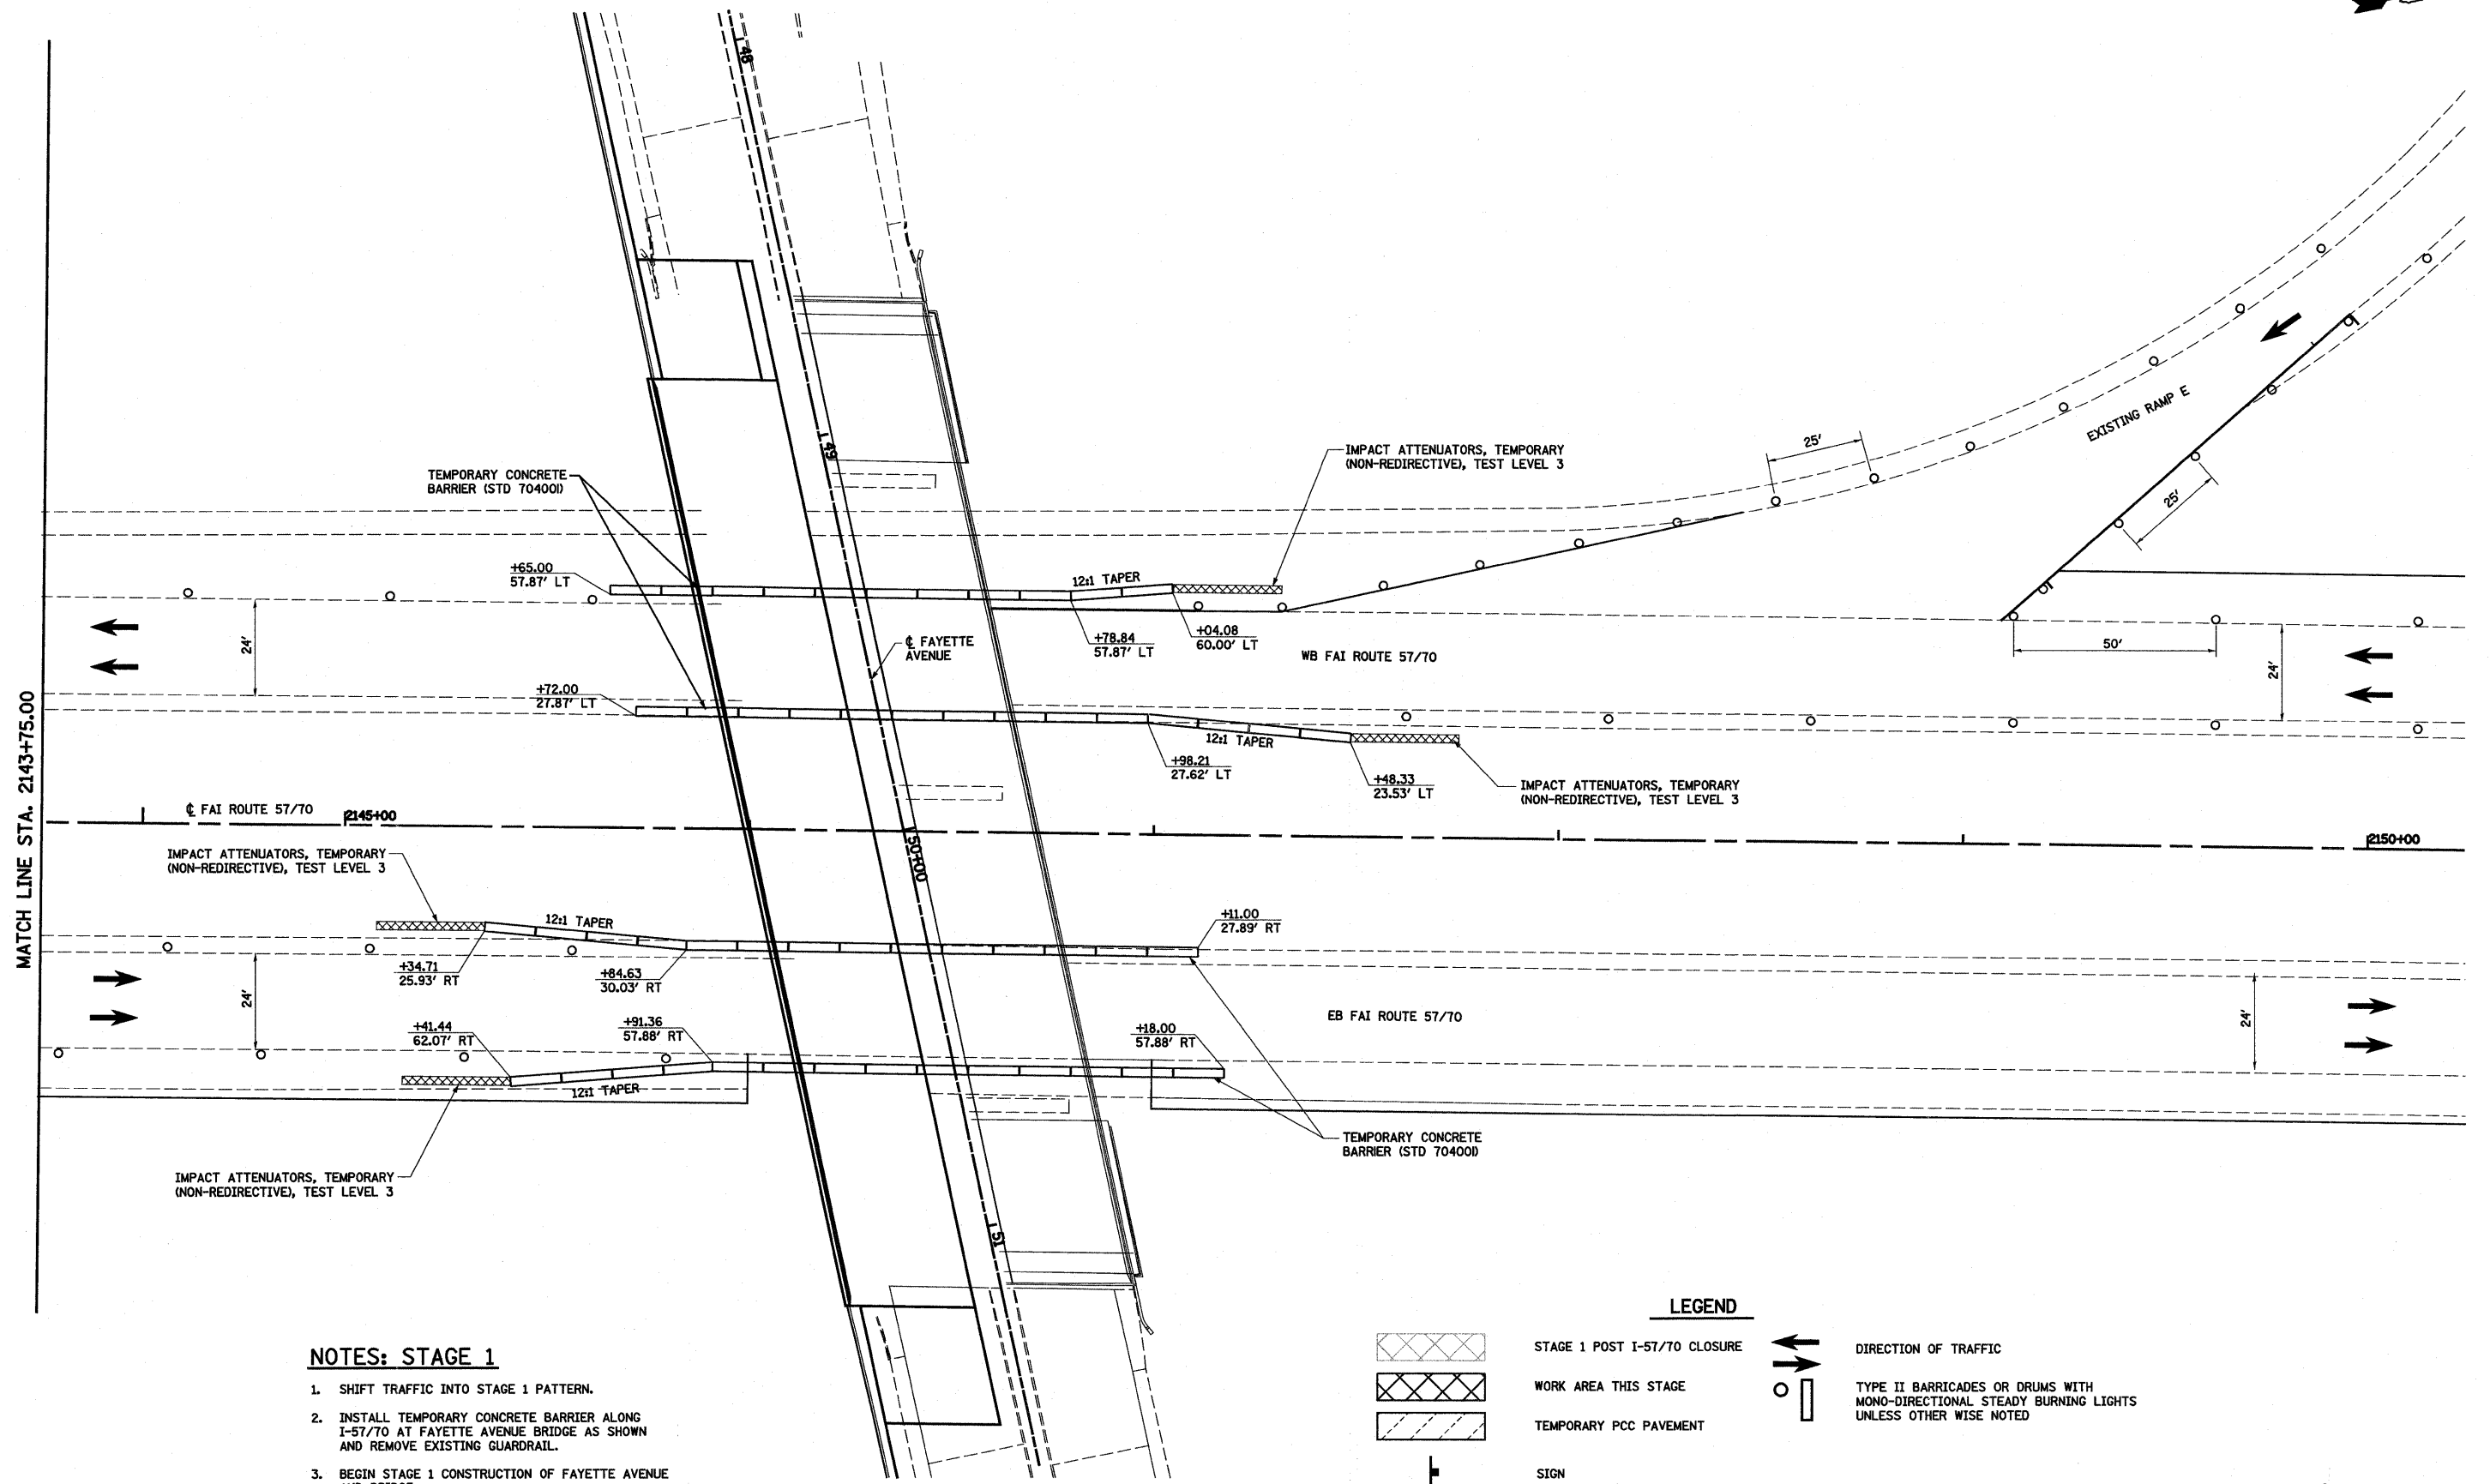 48
49
TEMPORARY CONCRETE
BARRIER (STD 704001)
IMPACT ATTENUATORS, TEMPORARY
(NON-REDIRECTIVE), TEST LEVEL 3
25'
EXISTING RAMP E
25'
+65.00
57.87' LT
12:1 TAPER
+78.84
57.87' LT
+04.08
60.00' LT
℄ FAYETTE
AVENUE
WB FAI ROUTE 57/70
50'
24'
24'
+72.00
27.87' LT
12:1 TAPER
+98.21
27.62' LT
+48.33
23.53' LT
IMPACT ATTENUATORS, TEMPORARY
(NON-REDIRECTIVE), TEST LEVEL 3
MATCH LINE STA. 2143+75.00
℄ FAI ROUTE 57/70
2145+00
50+00
2150+00
IMPACT ATTENUATORS, TEMPORARY
(NON-REDIRECTIVE), TEST LEVEL 3
12:1 TAPER
+11.00
27.89' RT
+34.71
25.93' RT
+84.63
30.03' RT
24'
EB FAI ROUTE 57/70
24'
+41.44
62.07' RT
+91.36
57.88' RT
+18.00
57.88' RT
12:1 TAPER
TEMPORARY CONCRETE
BARRIER (STD 704001)
IMPACT ATTENUATORS, TEMPORARY
(NON-REDIRECTIVE), TEST LEVEL 3
51
NOTES: STAGE 1
1. SHIFT TRAFFIC INTO STAGE 1 PATTERN.
2. INSTALL TEMPORARY CONCRETE BARRIER ALONG
I-57/70 AT FAYETTE AVENUE BRIDGE AS SHOWN
AND REMOVE EXISTING GUARDRAIL.
3. BEGIN STAGE 1 CONSTRUCTION OF FAYETTE AVENUE
LEGEND
STAGE 1 POST I-57/70 CLOSURE
WORK AREA THIS STAGE
TEMPORARY PCC PAVEMENT
SIGN
DIRECTION OF TRAFFIC
TYPE II BARRICADES OR DRUMS WITH
MONO-DIRECTIONAL STEADY BURNING LIGHTS
UNLESS OTHER WISE NOTED